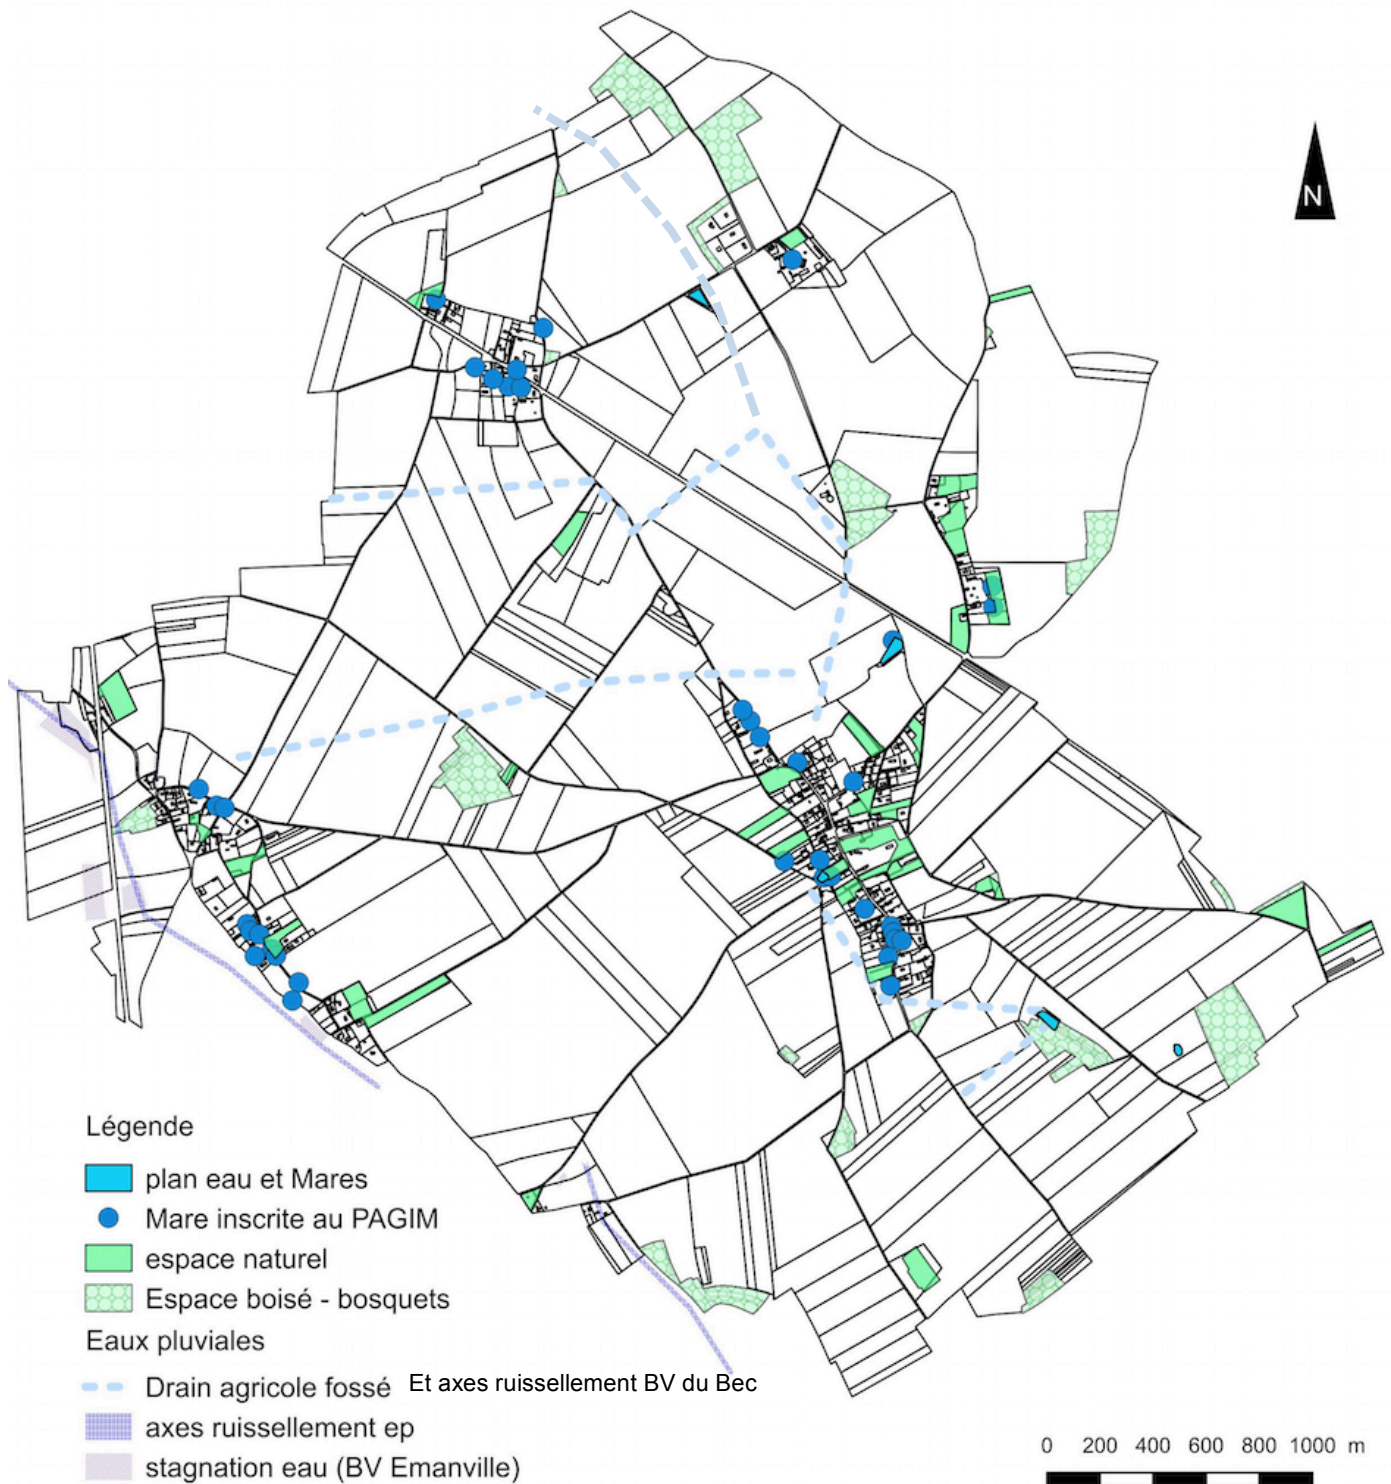 N
Légende
plan eau et Mares
Mare inscrite au PAGIM
espace naturel
Espace boisé - bosquets
Eaux pluviales
Drain agricole fossé Et axes ruissellement BV du Bec
axes ruissellement ep
stagnation eau (BV Emanville)
0 200 400 600 800 1000 m